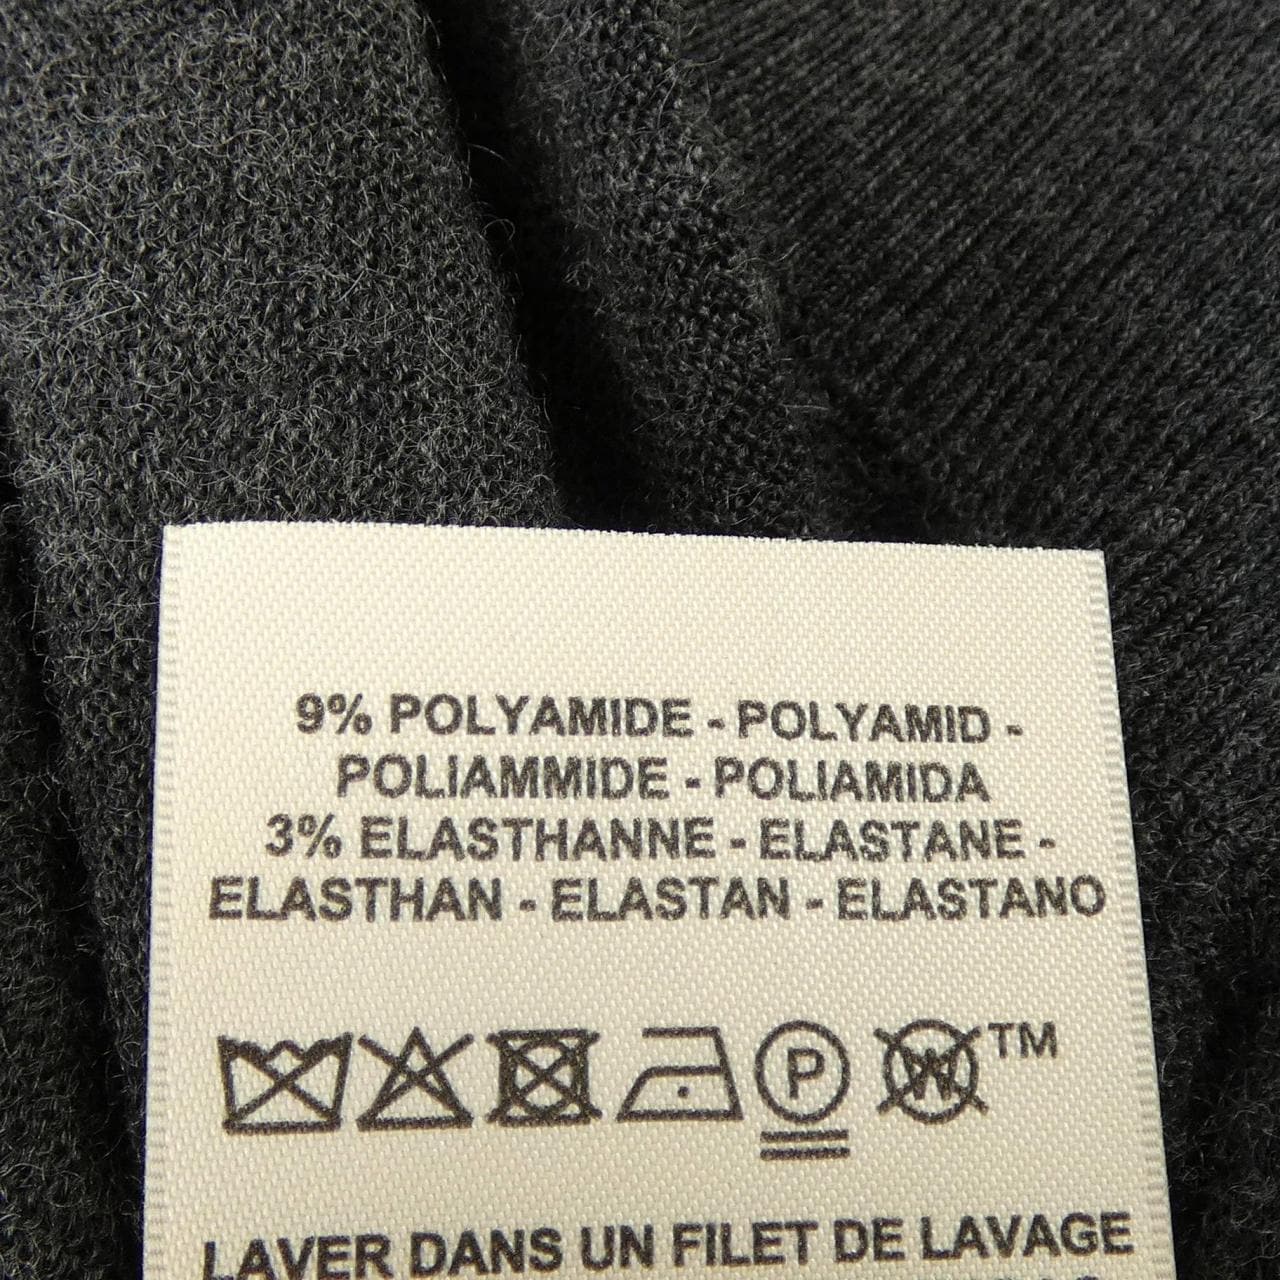 9% POLYAMIDE - POLYAMID -
POLIAMMIDE - POLIAMIDA
3% ELASTHANNE - ELASTANE -
ELASTHAN - ELASTAN - ELASTANO
P W TM
LAVER DANS UN FILET DE LAVAGE